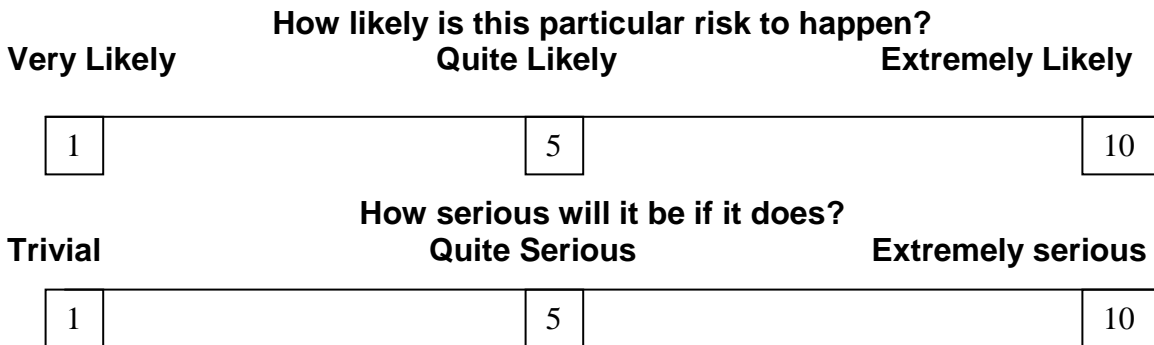 How likely is this particular risk to happen?
Very Likely Quite Likely Extremely Likely
1 5 10
How serious will it be if it does?
Trivial Quite Serious Extremely serious
1 5 10